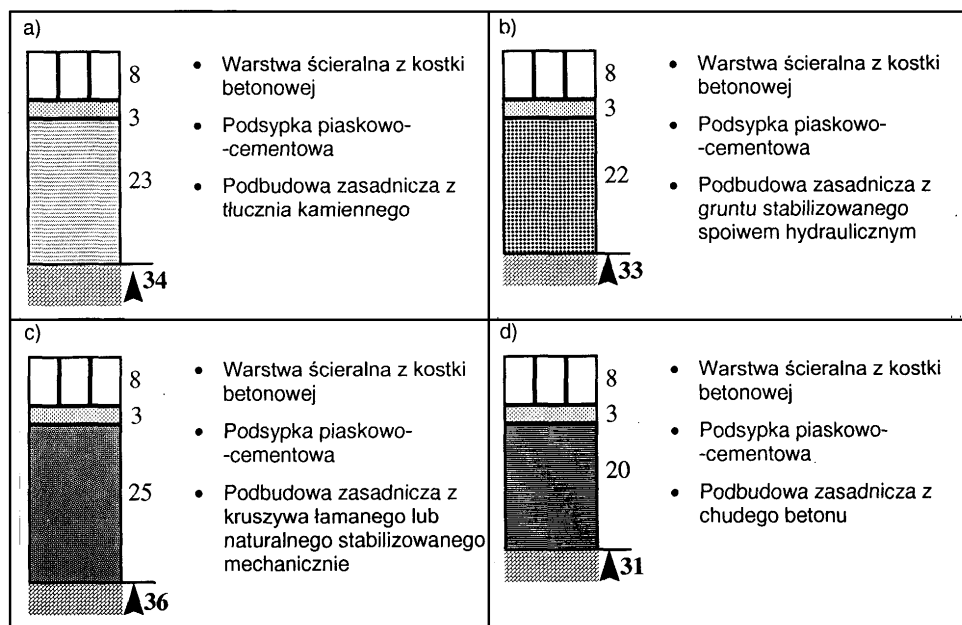 a)
8
3
23
34
• Warstwa ścieralna z kostki
betonowej
• Podsypka piaskowo-
-cementowa
• Podbudowa zasadnicza z
tłucznia kamiennego
b)
8
3
22
33
• Warstwa ścieralna z kostki
betonowej
• Podsypka piaskowo-
-cementowa
• Podbudowa zasadnicza z
gruntu stabilizowanego
spoiwem hydraulicznym
c)
8
3
25
36
• Warstwa ścieralna z kostki
betonowej
• Podsypka piaskowo-
-cementowa
• Podbudowa zasadnicza z
kruszywa łamanego lub
naturalnego stabilizowanego
mechanicznie
d)
8
3
20
31
• Warstwa ścieralna z kostki
betonowej
• Podsypka piaskowo-
-cementowa
• Podbudowa zasadnicza z
chudego betonu